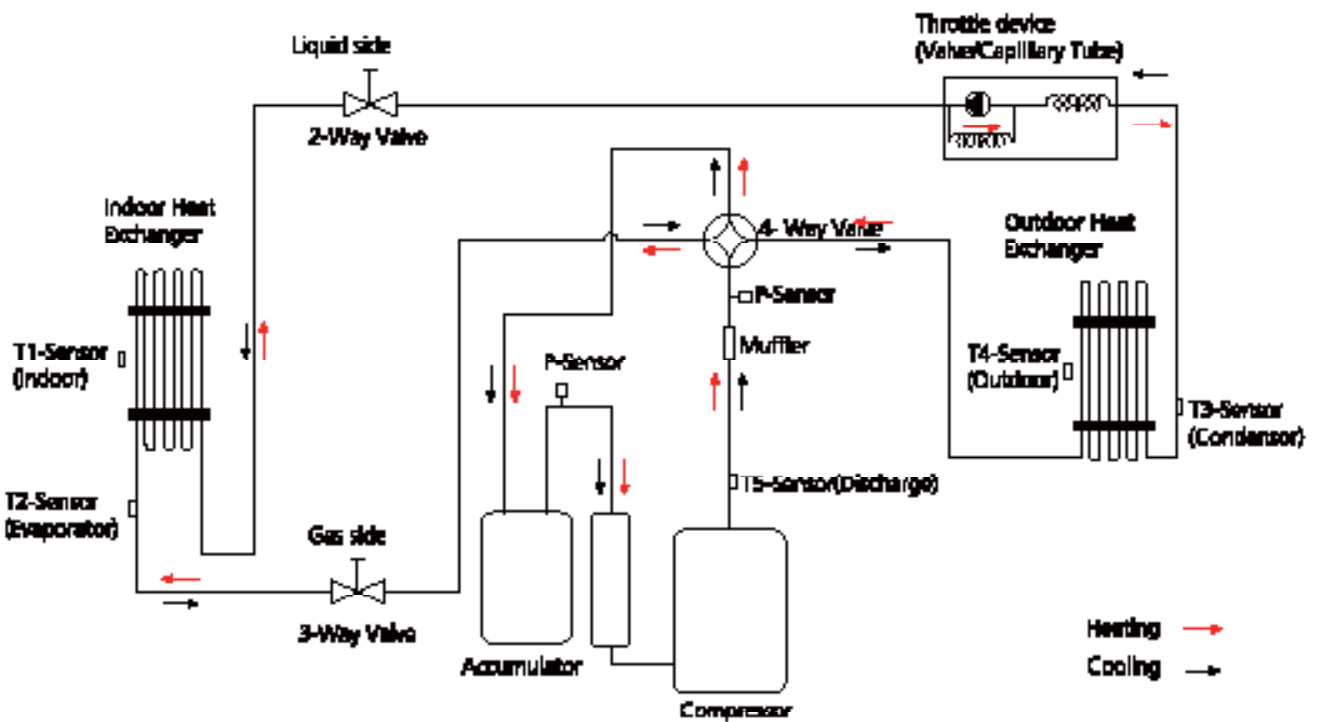 Throttle device
(Valve/Capilliary Tube)
Liquid side
2-Way Valve
Indoor Heat
Exchanger
4- Way Valve
Outdoor Heat
Exchanger
P-Sensor
Muffler
T1-Sensor
(Indoor)
P-Sensor
T4-Sensor
(Outdoor)
T3-Sensor
(Condensor)
T5-Sensor(Discharge)
T2-Sensor
(Evaporator)
Gas side
3-Way Valve
Heating
Accumulator
Cooling
Compressor